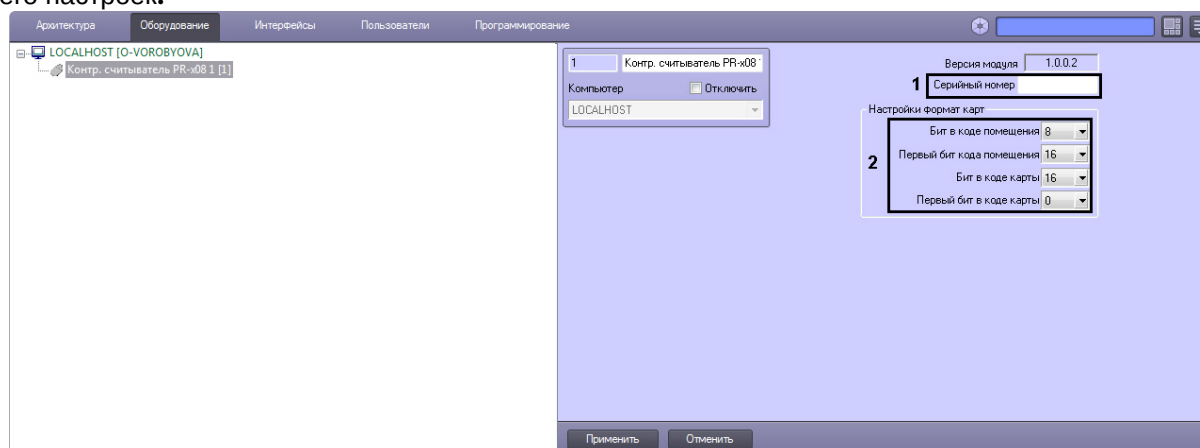 его настроек.
Архитектура Оборудование Интерфейсы Пользователи Программирование
LOCALHOST [O-VOROBYOVA]
Контр. считыватель PR-x08 1 [1]
1 Контр. считыватель PR-x08
Компьютер Отключить
LOCALHOST
Версия модуля 1.0.0.2
1 Серийный номер
Настройки формат карт
Бит в коде помещения 8
Первый бит кода помещения 16
2
Бит в коде карты 16
Первый бит в коде карты 0
Применить Отменить